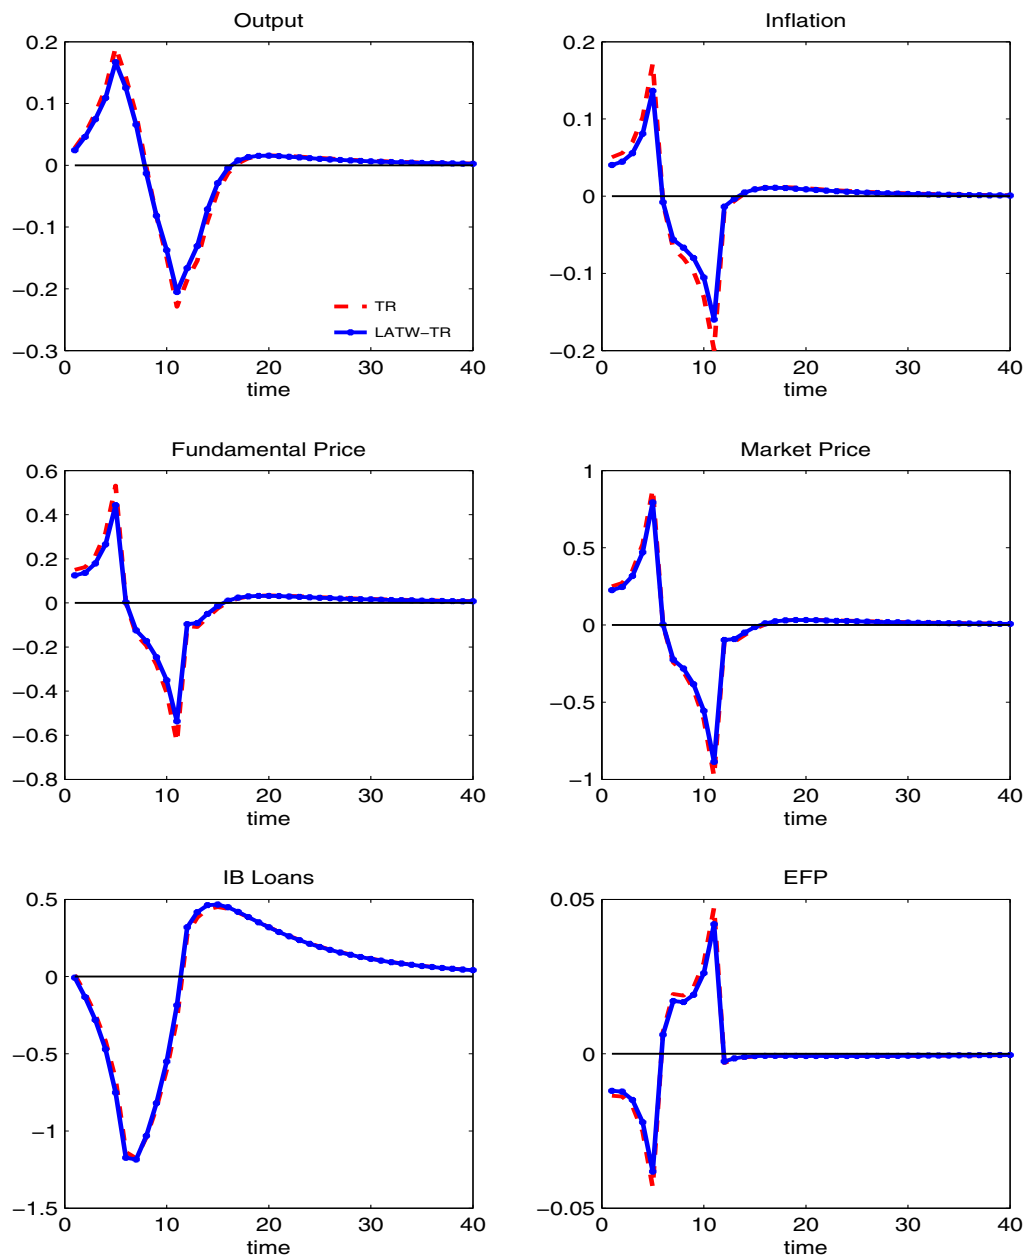 Output
0.2
0.1
0
−0.1
−0.2
−0.3
TR
LATW−TR
0 10 20 30 40
time
Inflation
0.2
0.1
0
−0.1
−0.2
0 10 20 30 40
time
Fundamental Price
0.6
0.4
0.2
0
−0.2
−0.4
−0.6
−0.8
0 10 20 30 40
time
Market Price
1
0.5
0
−0.5
−1
0 10 20 30 40
time
IB Loans
0.5
0
−0.5
−1
−1.5
0 10 20 30 40
time
EFP
0.05
0
−0.05
0 10 20 30 40
time